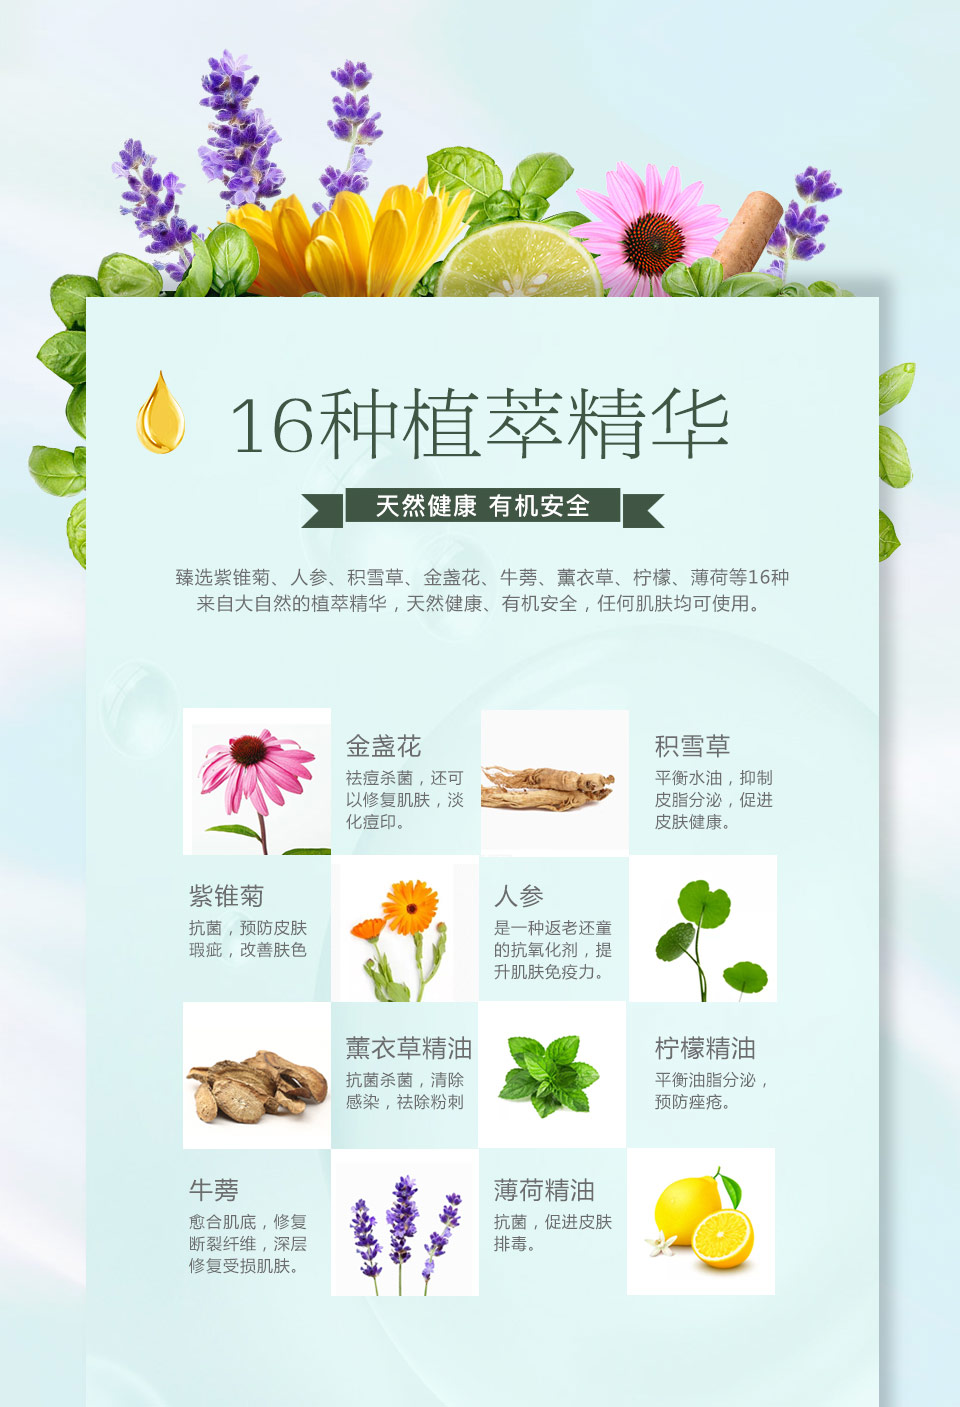 16种植萃精华
天然健康 有机安全
臻选紫锥菊、人参、积雪草、金盏花、牛蒡、薰衣草、柠檬、薄荷等16种
来自大自然的植萃精华，天然健康、有机安全，任何肌肤均可使用。
金盏花
祛痘杀菌，还可
以修复肌肤，淡
化痘印。
积雪草
平衡水油，抑制
皮脂分泌，促进
皮肤健康。
紫锥菊
抗菌，预防皮肤
瑕疵，改善肤色
人参
是一种返老还童
的抗氧化剂，提
升肌肤免疫力。
薰衣草精油
抗菌杀菌，清除
感染，祛除粉刺
柠檬精油
平衡油脂分泌，
预防痤疮。
牛蒡
愈合肌底，修复
断裂纤维，深层
修复受损肌肤。
薄荷精油
抗菌，促进皮肤
排毒。